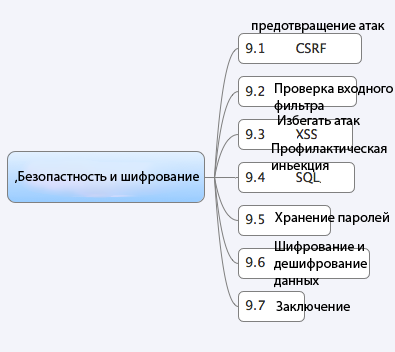 предотвращение атак
9.1 CSRF
9.2 Проверка входного
фильтра
Избегать атак
9.3 XSS
Профилактическая
иньекция
9.4 SQL
,Безопастность и шифрование
9.5 Хранение паролей
Шифрование и
9.6 дешифрование
данных
9.7 Заключение